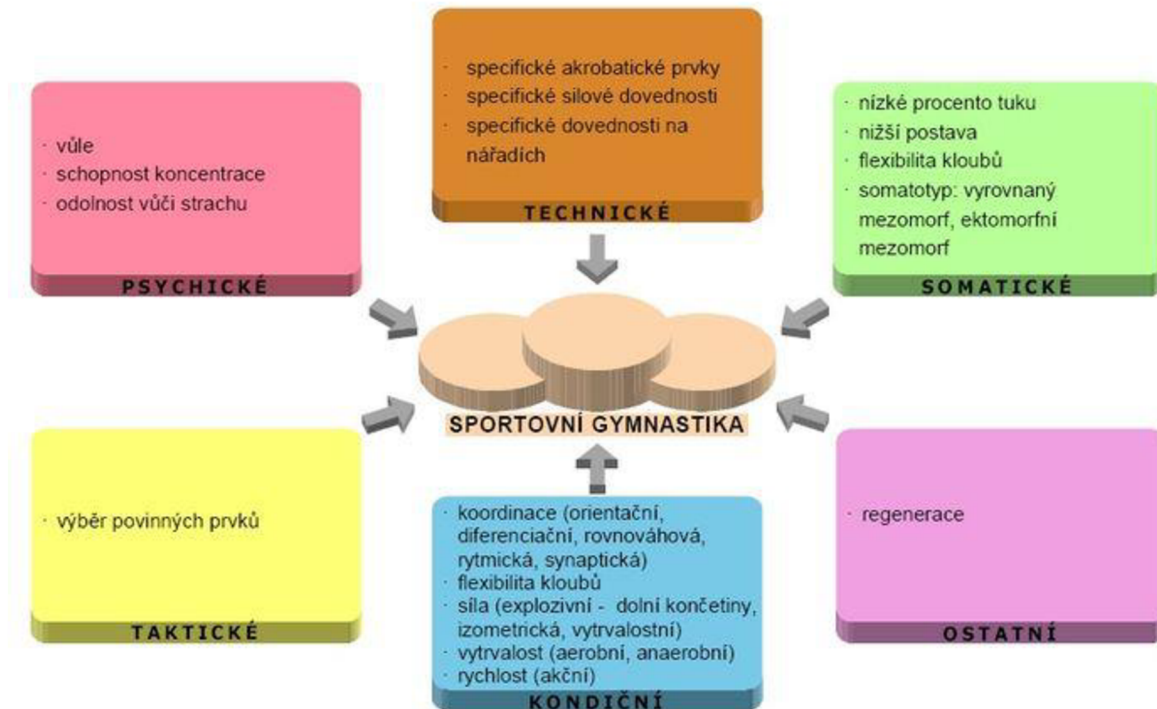 · vůle
· schopnost koncentrace
· odolnost vůči strachu
PSYCHICKÉ
· specifické akrobatické prvky
· specifické silové dovednosti
· specifické dovednosti na
nářadích
TECHNICKÉ
· nízké procento tuku
· nižší postava
· flexibilita kloubů
· somatotyp: vyrovnaný
mezomorf, ektomorfní
mezomorf
SOMATICKÉ
SPORTOVNÍ GYMNASTIKA
· výběr povinných prvků
TAKTICKÉ
· koordinace (orientační,
diferenciační, rovnováhová,
rytmická, synaptická)
· flexibilita kloubů
· síla (explozivní - dolní končetiny,
izometrická, vytrvalostní)
· vytrvalost (aerobní, anaerobní)
· rychlost (akční)
KONDIČNÍ
· regenerace
OSTATNÍ